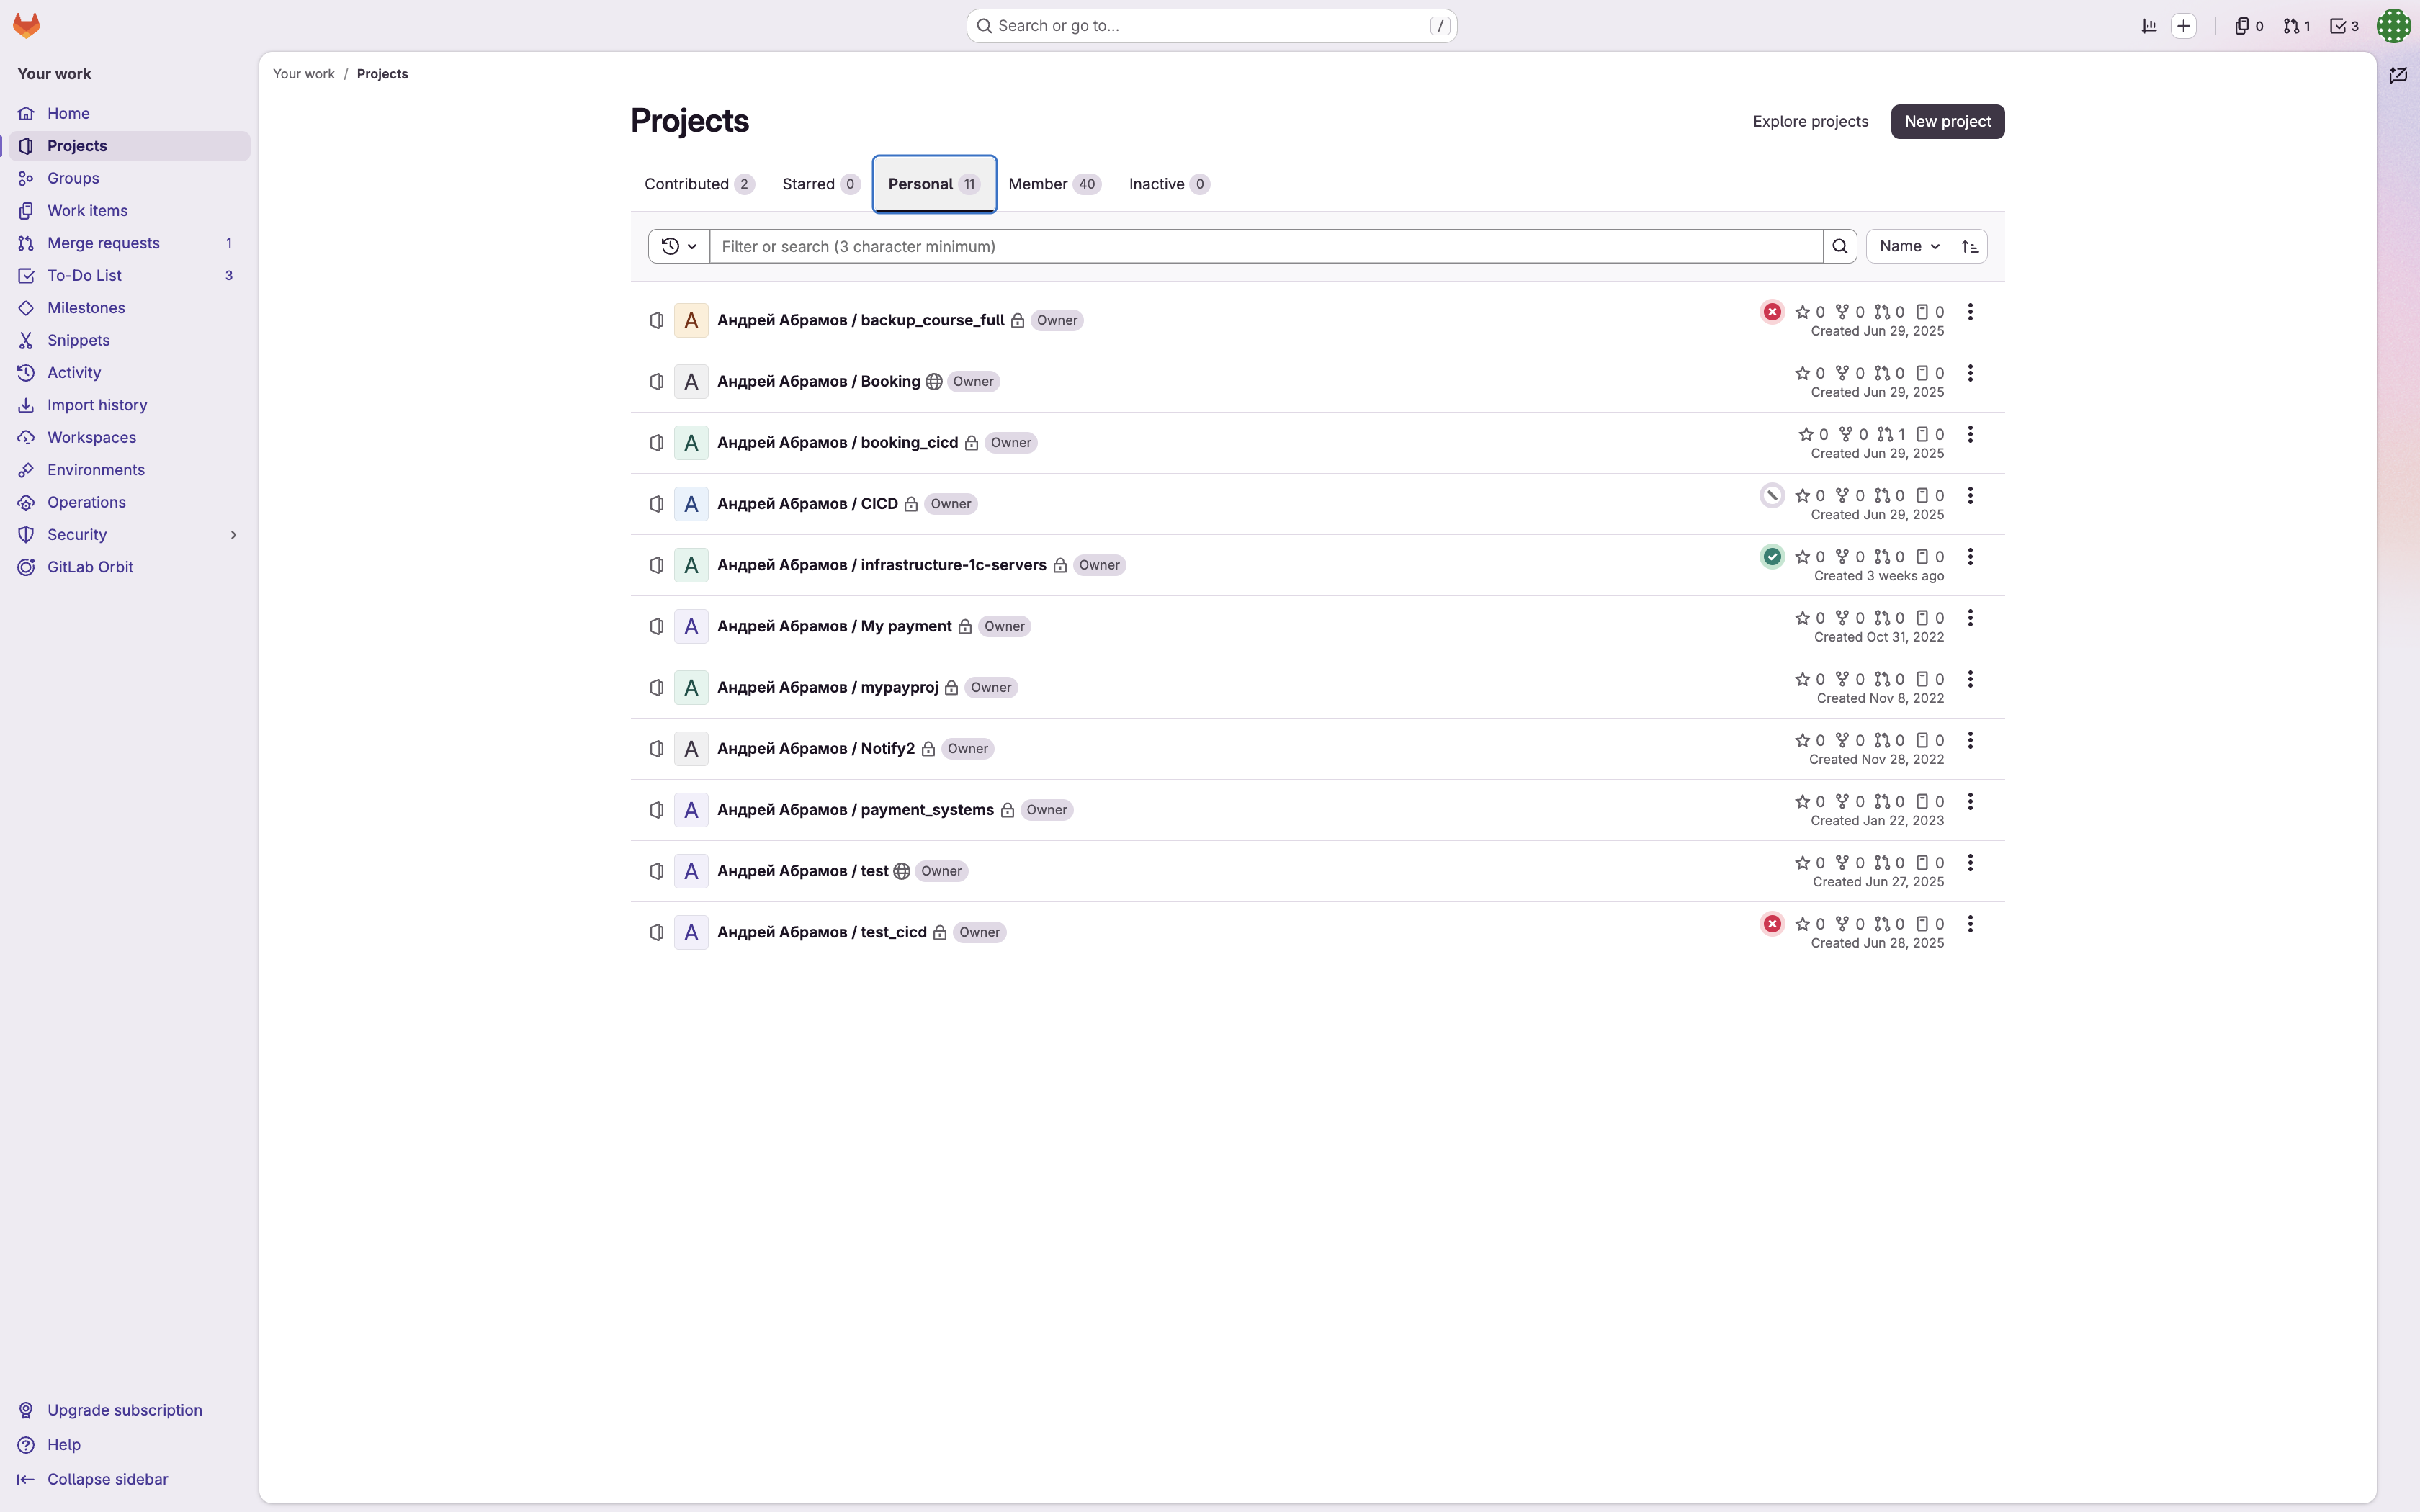 Search or go to... /
0 1 3
Your work
Home
Projects
Groups
Work items
Merge requests 1
To-Do List 3
Milestones
Snippets
Activity
Import history
Workspaces
Environments
Operations
Security
GitLab Orbit
Upgrade subscription
Help
Collapse sidebar
Your work / Projects
Projects
Explore projects New project
Contributed 2 Starred 0 Personal 11 Member 40 Inactive 0
Filter or search (3 character minimum) Name
A Андрей Абрамов / backup_course_full Owner 0 0 0 0
Created Jun 29, 2025
A Андрей Абрамов / Booking Owner 0 0 0 0
Created Jun 29, 2025
A Андрей Абрамов / booking_cicd Owner 0 0 1 0
Created Jun 29, 2025
A Андрей Абрамов / CICD Owner 0 0 0 0
Created Jun 29, 2025
A Андрей Абрамов / infrastructure-1c-servers Owner 0 0 0 0
Created 3 weeks ago
A Андрей Абрамов / My payment Owner 0 0 0 0
Created Oct 31, 2022
A Андрей Абрамов / mypayproj Owner 0 0 0 0
Created Nov 8, 2022
A Андрей Абрамов / Notify2 Owner 0 0 0 0
Created Nov 28, 2022
A Андрей Абрамов / payment_systems Owner 0 0 0 0
Created Jan 22, 2023
A Андрей Абрамов / test Owner 0 0 0 0
Created Jun 27, 2025
A Андрей Абрамов / test_cicd Owner 0 0 0 0
Created Jun 28, 2025